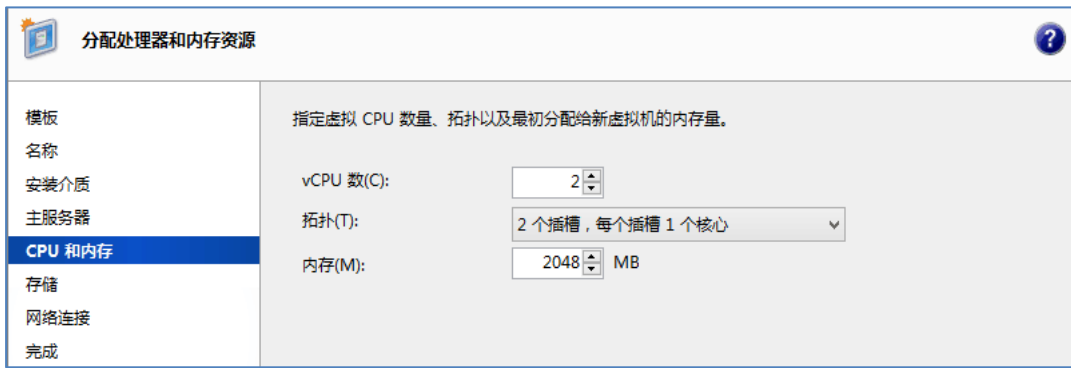 分配处理器和内存资源
?
模板
名称
安装介质
主服务器
CPU 和内存
存储
网络连接
完成
指定虚拟 CPU 数量、拓扑以及最初分配给新虚拟机的内存量。
vCPU 数(C): 2
拓扑(T): 2 个插槽，每个插槽 1 个核心
内存(M): 2048 MB